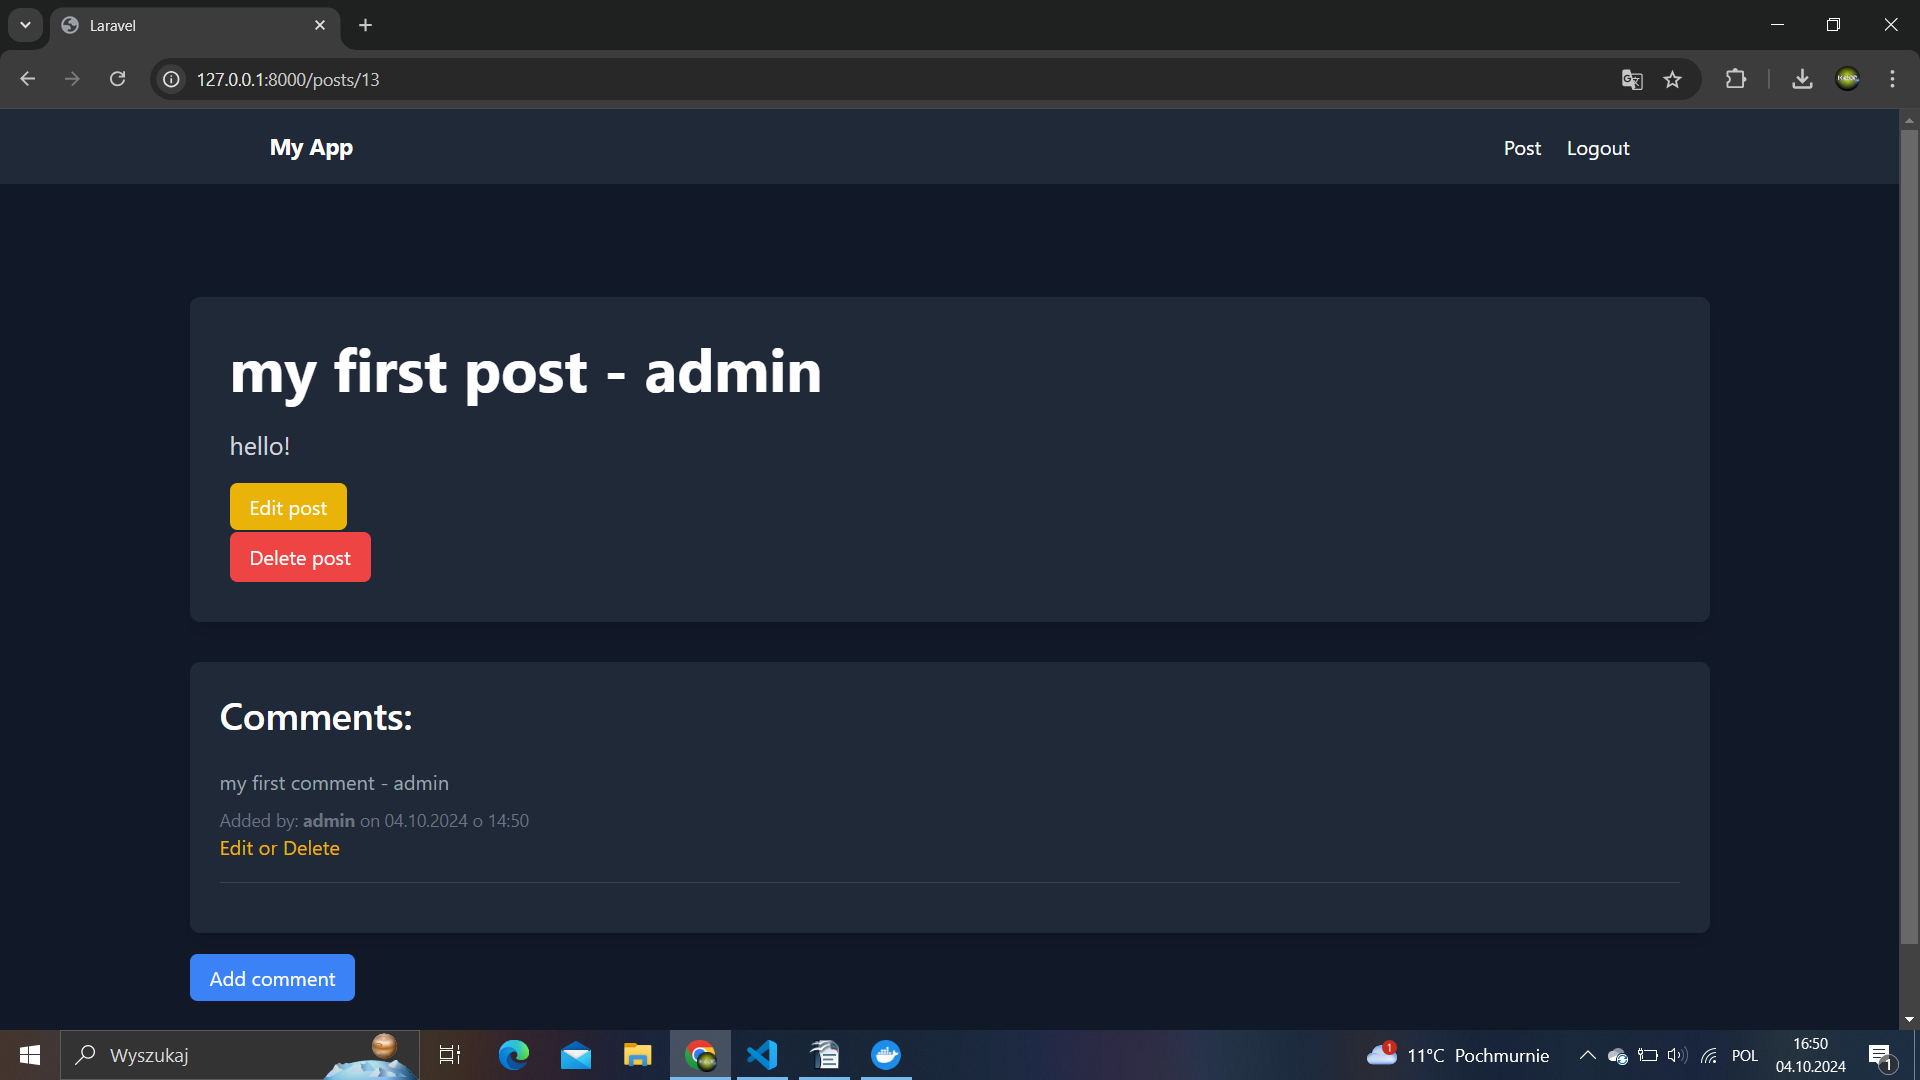 Laravel
127.0.0.1:8000/posts/13
My App
Post Logout
my first post - admin
hello!
Edit post
Delete post
Comments:
my first comment - admin
Added by: admin on 04.10.2024 o 14:50
Edit or Delete
Add comment
Wyszukaj
1
11°C Pochmurnie
POL
16:50
04.10.2024
1